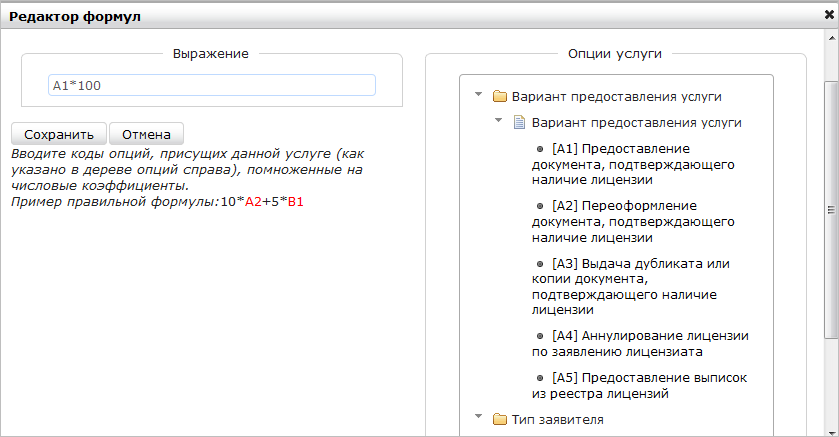 Редактор формул
Выражение
A1*100
Сохранить
Отмена
Вводите коды опций, присущих данной услуге (как
указано в дереве опций справа), помноженные на
числовые коэффициенты.
Пример правильной формулы:10*A2+5*B1
Опции услуги
Вариант предоставления услуги
Вариант предоставления услуги
[A1] Предоставление
документа, подтверждающего
наличие лицензии
[A2] Переоформление
документа, подтверждающего
наличие лицензии
[A3] Выдача дубликата или
копии документа,
подтверждающего наличие
лицензии
[A4] Аннулирование лицензии
по заявлению лицензиата
[A5] Предоставление выписок
из реестра лицензий
Тип заявителя